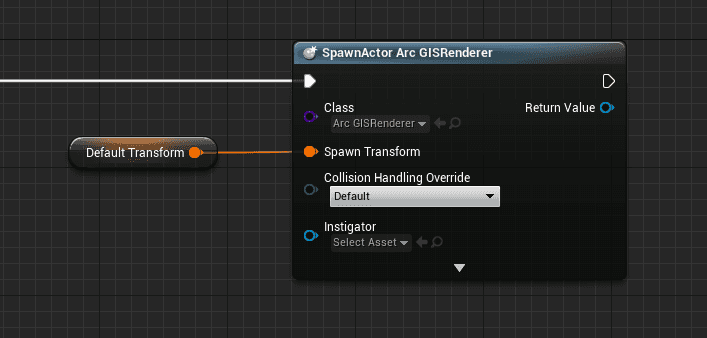 SpawnActor Arc GISRenderer
Class
Arc GISRenderer
Return Value
Default Transform
Spawn Transform
Collision Handling Override
Default
Instigator
Select Asset